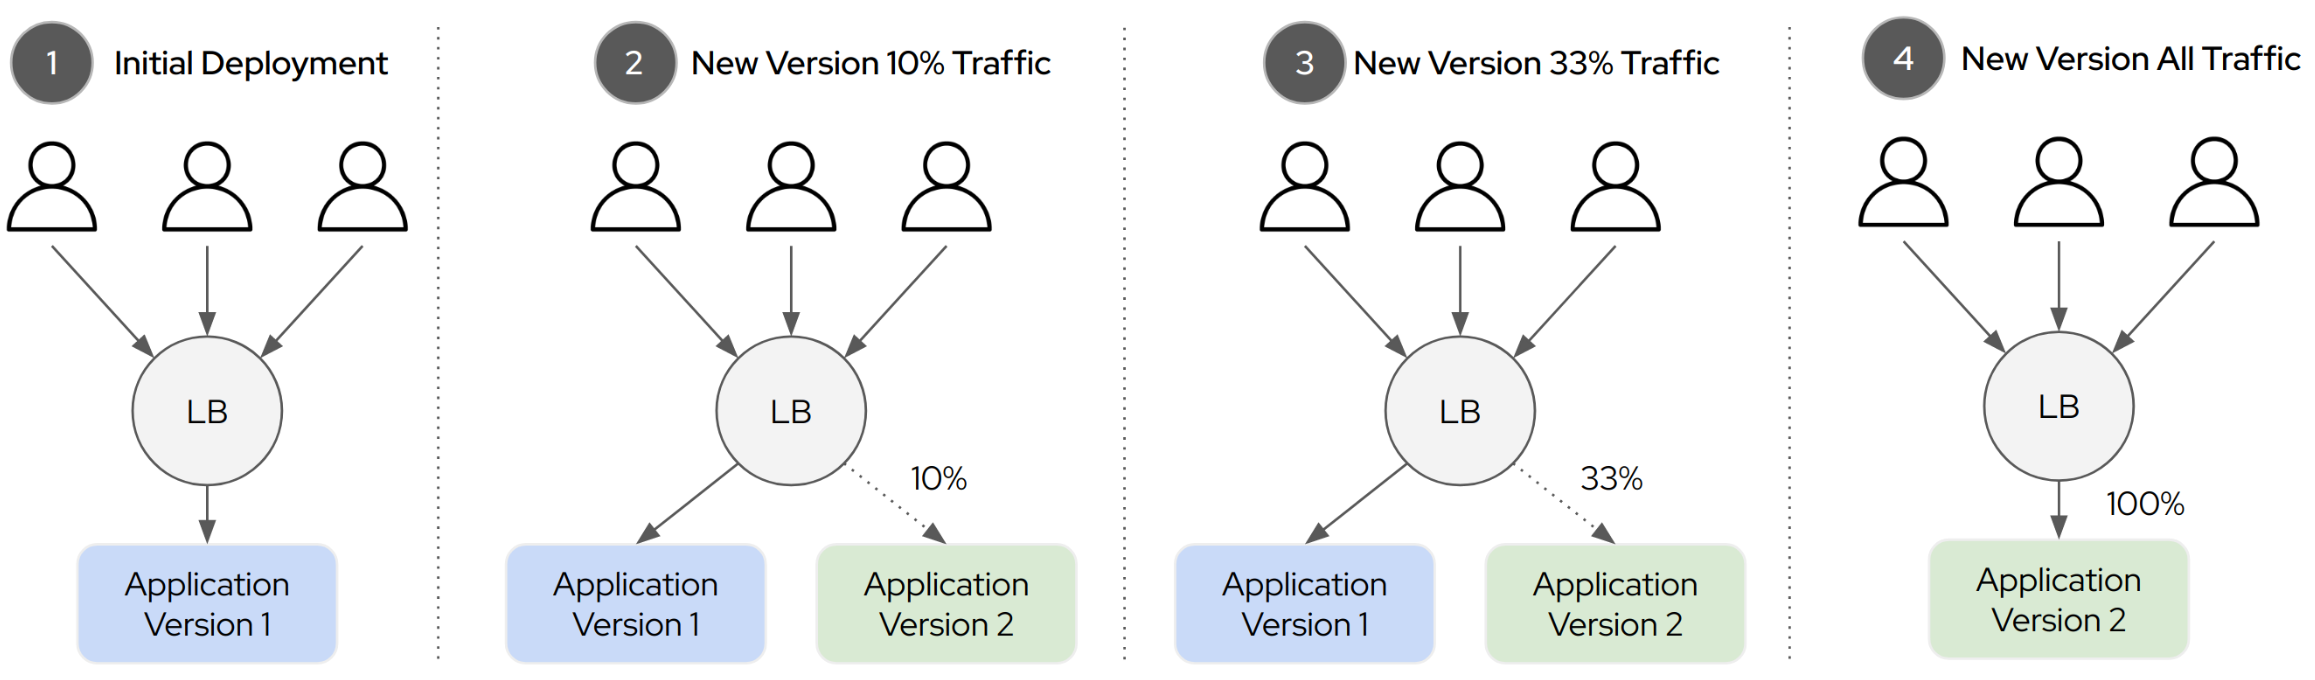 1 Initial Deployment
LB
Application
Version 1
2 New Version 10% Traffic
LB
10%
Application
Version 1
Application
Version 2
3 New Version 33% Traffic
LB
33%
Application
Version 1
Application
Version 2
4 New Version All Traffic
LB
100%
Application
Version 2